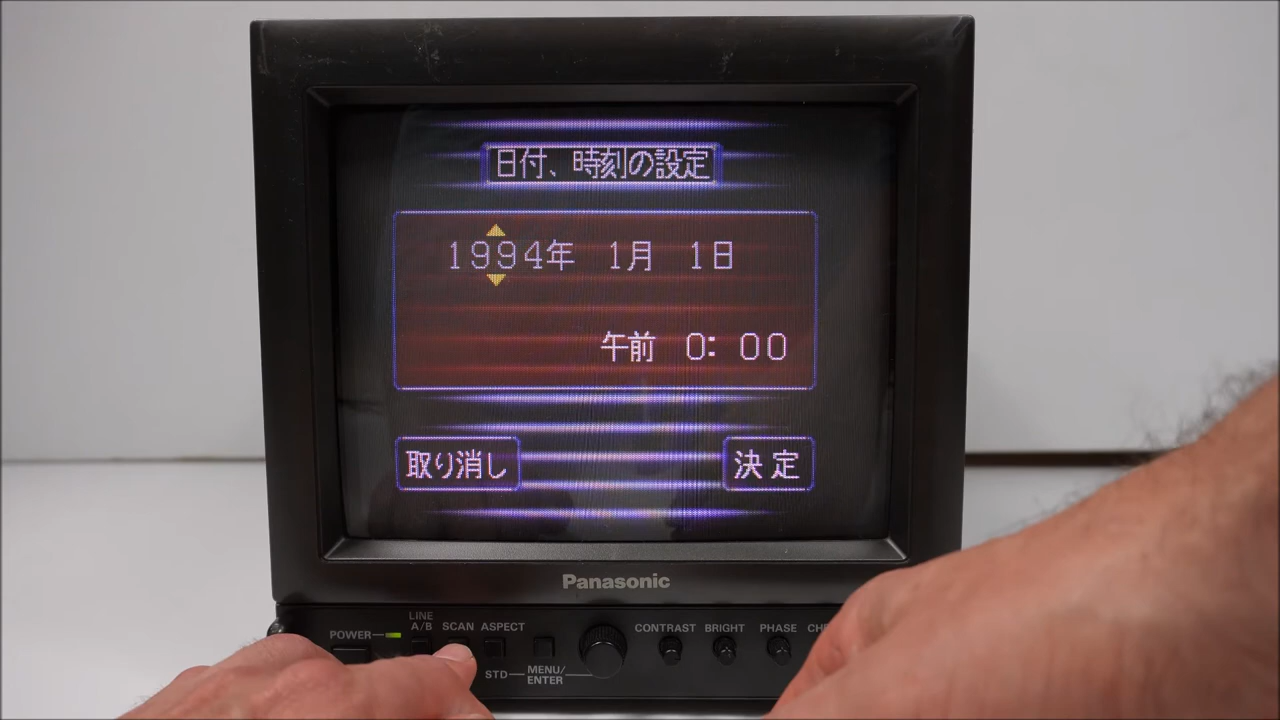 日付、時刻の設定
1994年 1月 1日
午前 0:00
取り消し 決定
Panasonic
LINE
A/B SCAN ASPECT
POWER
CONTRAST BRIGHT PHASE
STD MENU/
ENTER